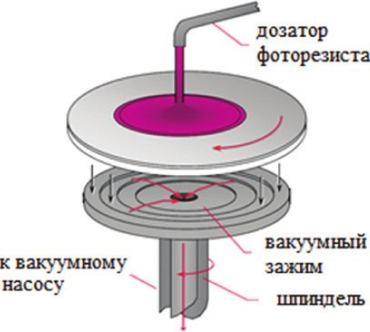 дозатор
фоторезиста
вакуумный
зажим
к вакуумному
насосу
шпиндель